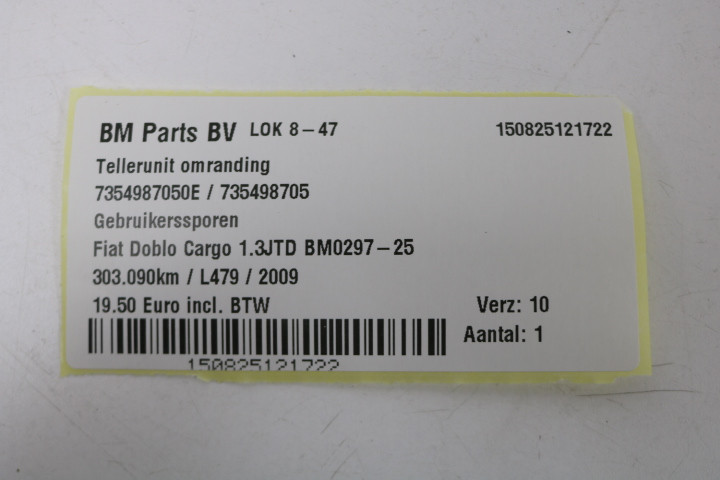 BM Parts BV LOK 8-47 150825121722
Tellerunit omranding
7354987050E / 735498705
Gebruikerssporen
Fiat Doblo Cargo 1.3JTD BM0297-25
303.090km / L479 / 2009
19.50 Euro incl. BTW Verz: 10
Aantal: 1
150825121722